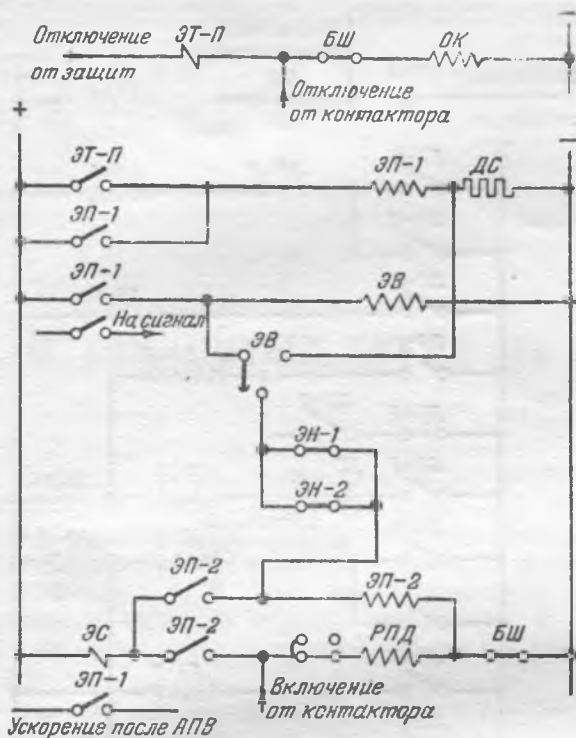 Отключение
от защит
ЭТ-П
БШ
ОК
Отключение
от контактора
+
—
ЭТ-П
ЭП-1
ДС
ЭП-1
ЭП-1
ЭВ
На сигнал
ЭВ
ЭН-1
ЭН-2
ЭП-2
ЭП-2
ЭС
ЭП-2
РПД
БШ
ЭП-1
Включение
от контактора
Ускорение после АПВ